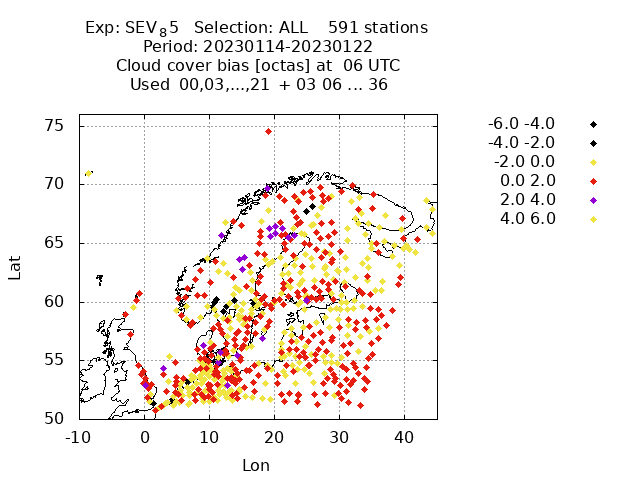 Exp: SEV₈5 Selection: ALL 591 stations
Period: 20230114-20230122
Cloud cover bias [octas] at 06 UTC
Used 00,03,...,21 + 03 06 ... 36
-6.0 -4.0
-4.0 -2.0
-2.0 0.0
0.0 2.0
2.0 4.0
4.0 6.0
75
70
65
60
55
50
Lat
-10 0 10 20 30 40
Lon